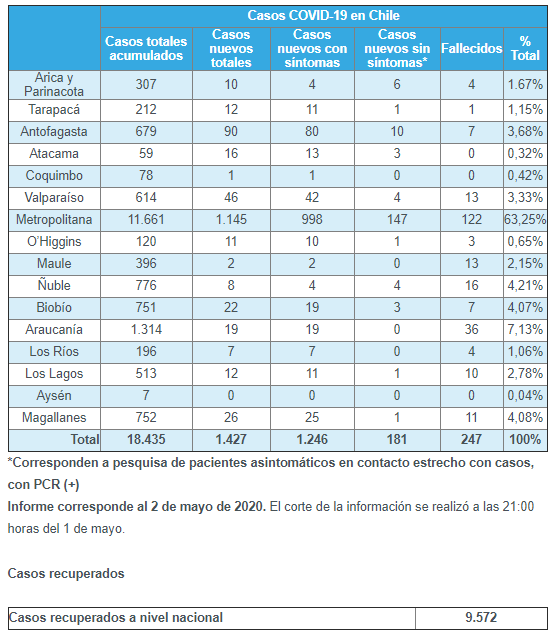 Casos COVID-19 en Chile
Casos totales acumulados | Casos nuevos totales | Casos nuevos con síntomas | Casos nuevos sin síntomas* | Fallecidos | % Total
Arica y Parinacota 307 10 4 6 4 1.67%
Tarapacá 212 12 11 1 1 1,15%
Antofagasta 679 90 80 10 7 3,68%
Atacama 59 16 13 3 0 0,32%
Coquimbo 78 1 1 0 0 0,42%
Valparaíso 614 46 42 4 13 3,33%
Metropolitana 11.661 1.145 998 147 122 63,25%
O’Higgins 120 11 10 1 3 0,65%
Maule 396 2 2 0 13 2,15%
Ñuble 776 8 4 4 16 4,21%
Biobío 751 22 19 3 7 4,07%
Araucanía 1.314 19 19 0 36 7,13%
Los Ríos 196 7 7 0 4 1,06%
Los Lagos 513 12 11 1 10 2,78%
Aysén 7 0 0 0 0 0,04%
Magallanes 752 26 25 1 11 4,08%
Total 18.435 1.427 1.246 181 247 100%
*Corresponden a pesquisa de pacientes asintomáticos en contacto estrecho con casos,
con PCR (+)
Informe corresponde al 2 de mayo de 2020. El corte de la información se realizó a las 21:00
horas del 1 de mayo.
Casos recuperados
Casos recuperados a nivel nacional 9.572